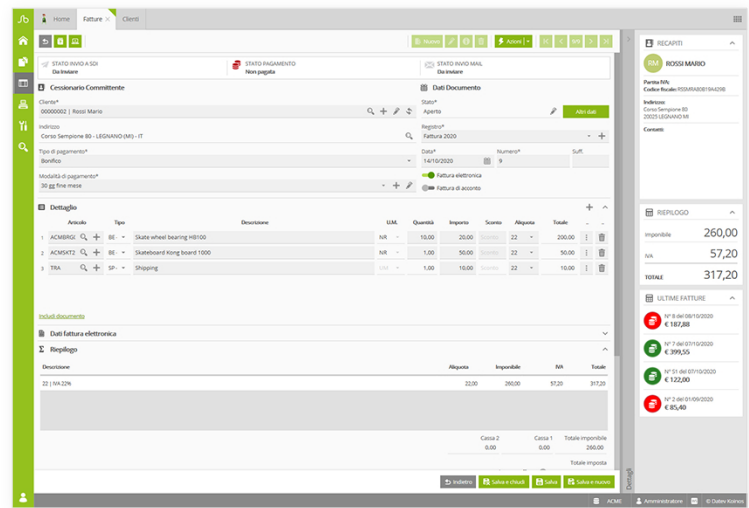 Home Fatture × Clienti
Nuovo Azioni
STATO INVIO A SDI
Da inviare
STATO PAGAMENTO
Non pagata
STATO INVIO MAIL
Da inviare
Cessionario Committente
Cliente*
00000002 | Rossi Mario
Indirizzo
Corso Sempione 80 - LEGNANO (MI) - IT
Tipo di pagamento*
Bonifico
Modalità di pagamento*
30 gg fine mese
Dati Documento
Stato*
Aperto
Altri dati
Registro*
Fattura 2020
Data* Numero* Suff.
14/10/2020 9
Fattura elettronica
Fattura di acconto
Dettaglio
Articolo Tipo Descrizione U.M. Quantità Importo Sconto Aliquota Totale
1 ACMBRGI BE- Skate wheel bearing HB100 NR 10,00 20,00 Sconto 22 200,00
2 ACMSKT2 BE- Skateboard Kong board 1000 NR 1,00 50,00 Sconto 22 50,00
3 TRA SP- Shipping 1,00 10,00 Sconto 22 10,00
Includi documento
Dati fattura elettronica
Riepilogo
Descrizione Aliquota Imponibile IVA Totale
22 | IVA 22% 22,00 260,00 57,20 317,20
Cassa 2 Cassa 1 Totale imponibile
0.00 0.00 260.00
Totale imposta
Indietro Salva e chiudi Salva Salva e nuovo
Dettagli
RECAPITI
RM ROSSI MARIO
Partita IVA:
Codice fiscale: RSSMRA80B19A429B
Indirizzo:
Corso Sempione 80
20025 LEGNANO MI
Contatti:
RIEPILOGO
Imponibile 260,00
IVA 57,20
TOTALE 317,20
ULTIME FATTURE
N° 8 del 08/10/2020
€ 187,88
N° 7 del 07/10/2020
€ 399,55
N° 51 del 07/10/2020
€ 122,00
N° 2 del 01/09/2020
€ 85,40
ACME Amministratore © Datev Koinos